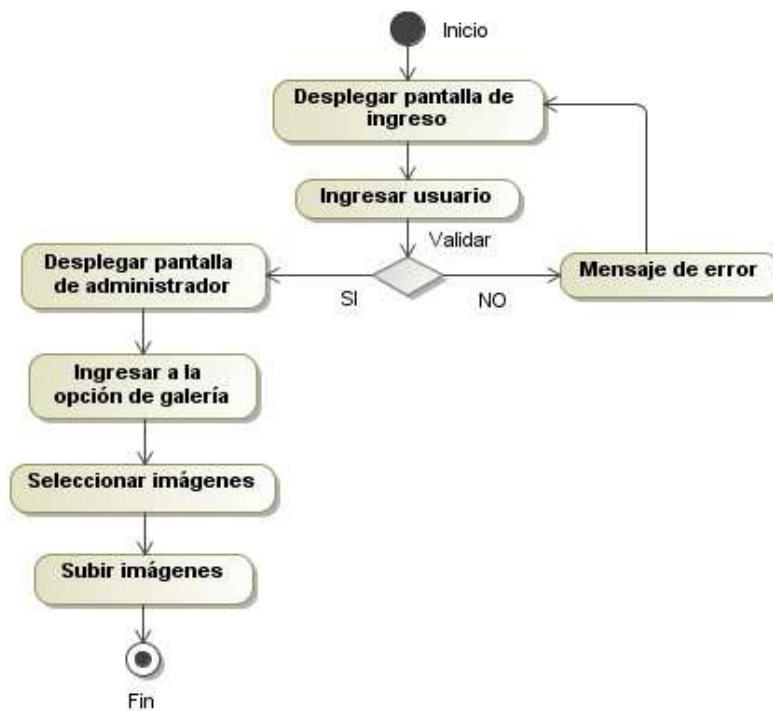 Inicio
Desplegar pantalla de
ingreso
Ingresar usuario
Validar
Desplegar pantalla
de administrador
SI
NO
Mensaje de error
Ingresar a la
opción de galería
Seleccionar imágenes
Subir imágenes
Fin